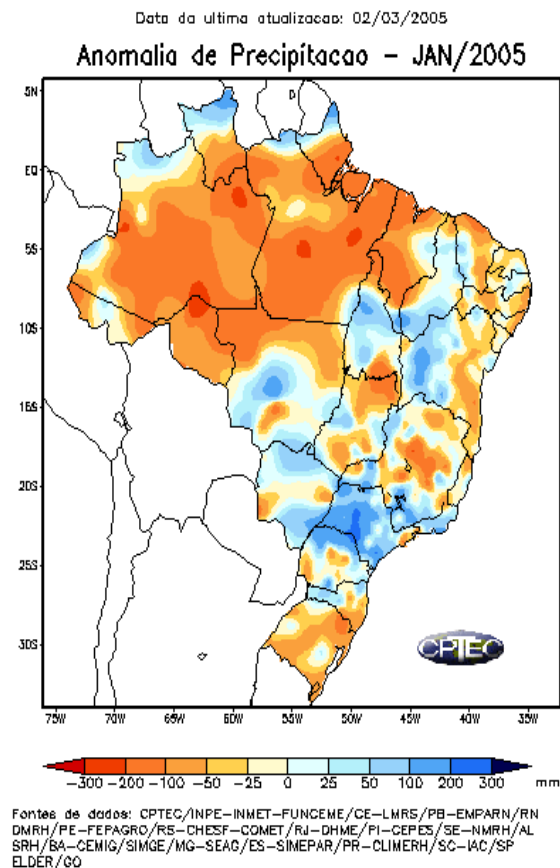 Data da ultima atualizacao: 02/03/2005
Anomalia de Precipitacao - JAN/2005
5N
EQ
5S
10S
15S
20S
25S
30S
75W 70W 65W 60W 55W 50W 45W 40W 35W
CPTEC
-300 -200 -100 -50 -25 0 25 50 100 200 300 mm
Fontes de dados: CPTEC/INPE-INMET-FUNCEME/CE-LMRS/PB-EMPARN/RN
DMRH/PE-FEPAGRO/RS-CHESF-COMET/RJ-DHME/PI-CEPES/SE-NMRH/AL
SRH/BA-CEMIG/SIMGE/MG-SEAG/ES-SIMEPAR/PR-CLIMERH/SC-IAC/SP
ELDER/GO